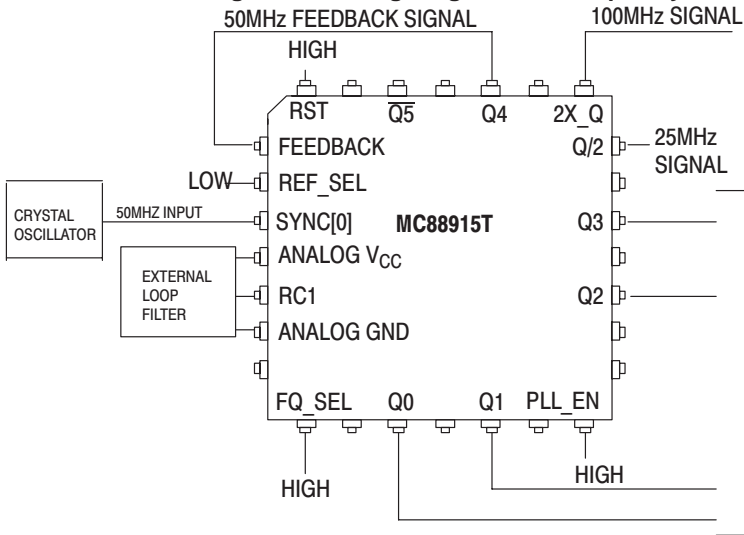 50MHz FEEDBACK SIGNAL
100MHz SIGNAL
HIGH
RST
Q5
Q4
2X_Q
FEEDBACK
Q/2
25MHz
SIGNAL
LOW
REF_SEL
CRYSTAL
OSCILLATOR
50MHZ INPUT
SYNC[0]
MC88915T
Q3
ANALOG VCC
EXTERNAL
LOOP
FILTER
RC1
Q2
ANALOG GND
FQ_SEL
Q0
Q1
PLL_EN
HIGH
HIGH